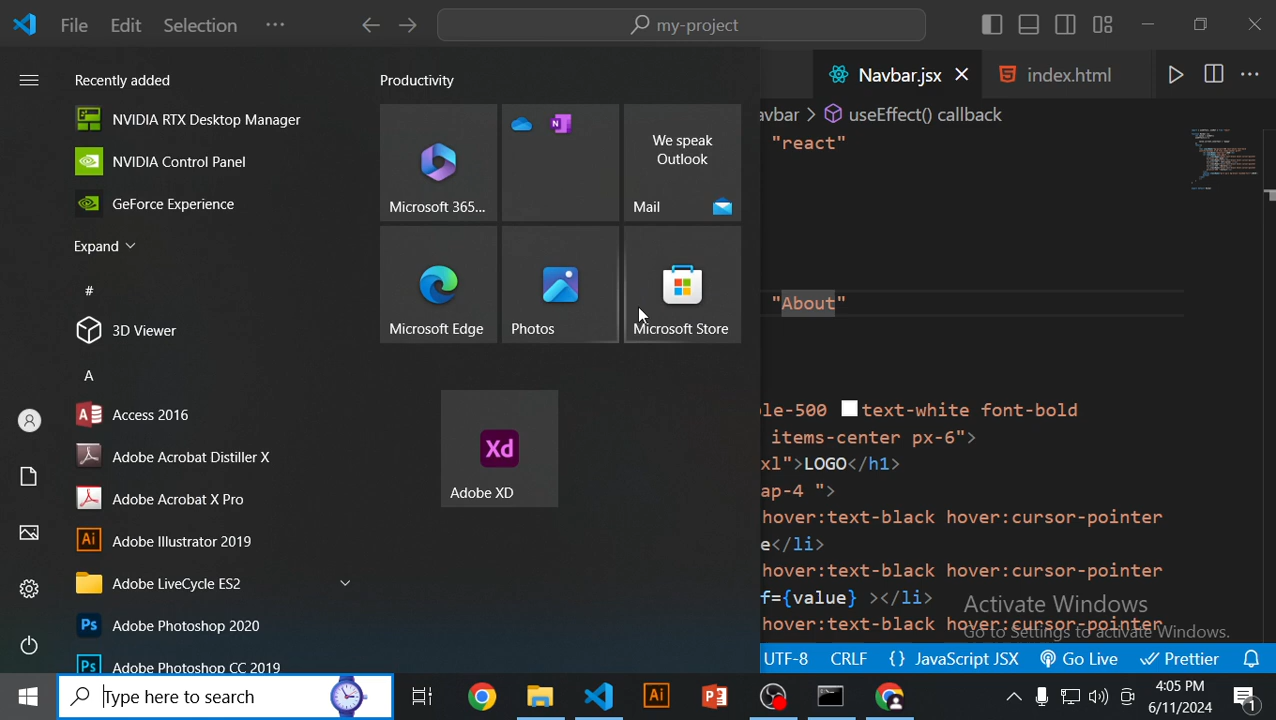 File Edit Selection ··· my-project
Recently added
NVIDIA RTX Desktop Manager
NVIDIA Control Panel
GeForce Experience
Expand
#
3D Viewer
A
Access 2016
Adobe Acrobat Distiller X
Adobe Acrobat X Pro
Adobe Illustrator 2019
Adobe LiveCycle ES2
Adobe Photoshop 2020
Adobe Photoshop CC 2019
Productivity
Microsoft 365...
We speak
Outlook
Mail
Microsoft Edge
Photos
Microsoft Store
Xd
Adobe XD
Navbar.jsx
index.html
avbar > useEffect() callback
"react"
"About"
le-500 text-white font-bold
items-center px-6">
xl">LOGO</h1>
ap-4 ">
hover:text-black hover:cursor-pointer
e</li>
hover:text-black hover:cursor-pointer
f={value} ></li>
hover:text-black hover:cursor-pointer
Activate Windows
Go to Settings to activate Windows.
UTF-8 CRLF {} JavaScript JSX Go Live Prettier
Type here to search
4:05 PM
6/11/2024
1